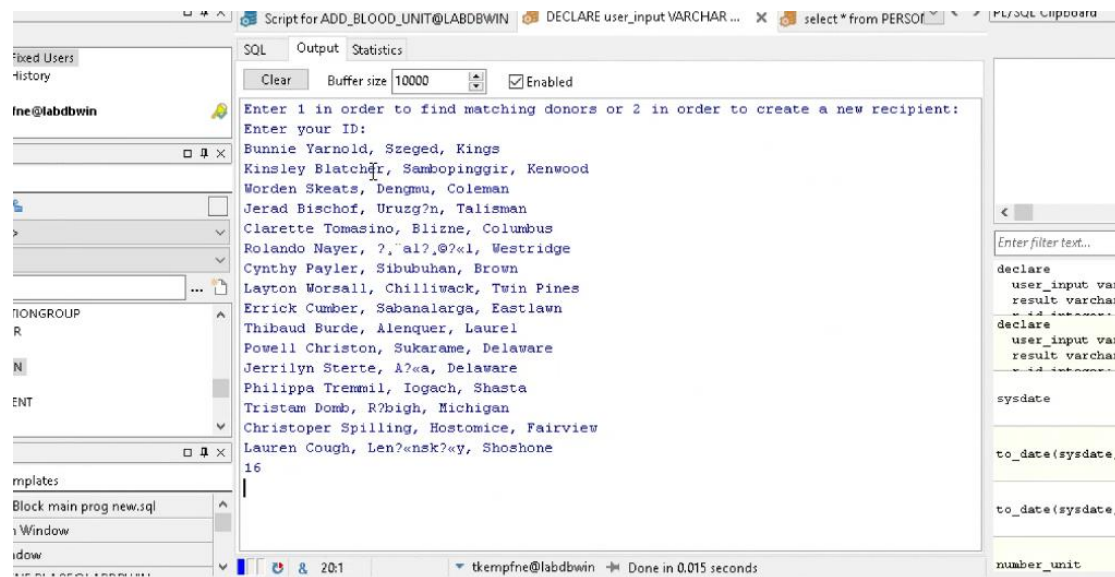 Script for ADD_BLOOD_UNIT@LABDBWIN DECLARE user_input VARCHAR ... select * from PERSON PL/SQL Clipboard
SQL Output Statistics
Clear Buffer size 10000 Enabled
Fixed Users
History
fne@labdbwin
TIONGROUP
R
N
ENT
mplates
Block main prog new.sql
Window
dow
Enter 1 in order to find matching donors or 2 in order to create a new recipient:
Enter your ID:
Bunnie Yarnold, Szeged, Kings
Kinsley Blatcher, Sambopinggir, Kenwood
Worden Skeats, Dengmu, Coleman
Jerad Bischof, Uruzg?n, Talisman
Clarette Tomasino, Blizne, Columbus
Rolando Nayer, ?¸¨al?¸©?«l, Westridge
Cynthy Payler, Sibubuhan, Brown
Layton Worsall, Chilliwack, Twin Pines
Errick Cumber, Sabanalarga, Eastlawn
Thibaud Burde, Alenquer, Laurel
Powell Christon, Sukarame, Delaware
Jerrilyn Sterte, A?«a, Delaware
Philippa Tremmil, Iogach, Shasta
Tristam Domb, R?bigh, Michigan
Christoper Spilling, Hostomice, Fairview
Lauren Cough, Len?«nsk?«y, Shoshone
16
Enter filter text...
declare
user_input var
result varchar
declare
user_input var
result varchar
sysdate
to_date(sysdate,
to_date(sysdate,
number_unit
& 20:1 tkempfne@labdbwin Done in 0.015 seconds